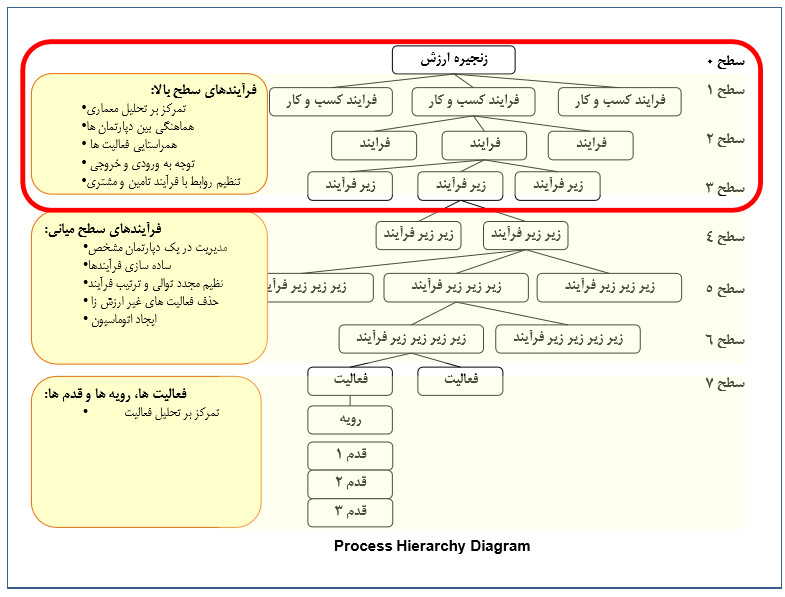 زنجیره ارزش
سطح ۰
فرایند کسب و کار
فرایند کسب و کار
فرایند کسب و کار
سطح ۱
فرایند
فرایند
فرایند
سطح ۲
زیر فرآیند
زیر فرآیند
زیر فرآیند
سطح ۳
فرآیندهای سطح بالا:
•تمرکز بر تحلیل معماری
•هماهنگی بین دپارتمان ها
•همراستایی فعالیت ها
•توجه به ورودی و خروجی
•تنظیم روابط با فرآیند تامین و مشتری
زیر زیر فرآیند
زیر زیر فرآیند
سطح ٤
زیر زیر زیر فرآیند
زیر زیر زیر فرآیند
زیر زیر زیر فرآی
سطح ٥
زیر زیر زیر زیر فرآیند
زیر زیر زیر زیر فرآیند
سطح ٦
فرآیندهای سطح میانی:
•مدیریت در یک دپارتمان مشخص
•ساده سازی فرآیندها
•نظیم مجدد توالی و ترتیب فرآیند
•حذف فعالیت های غیر ارزش زا
•ایجاد اتوماسیون
فعالیت
فعالیت
سطح ۷
رویه
قدم ۱
قدم ۲
قدم ۳
فعالیت ها، رویه ها و قدم ها:
• تمرکز بر تحلیل فعالیت
Process Hierarchy Diagram